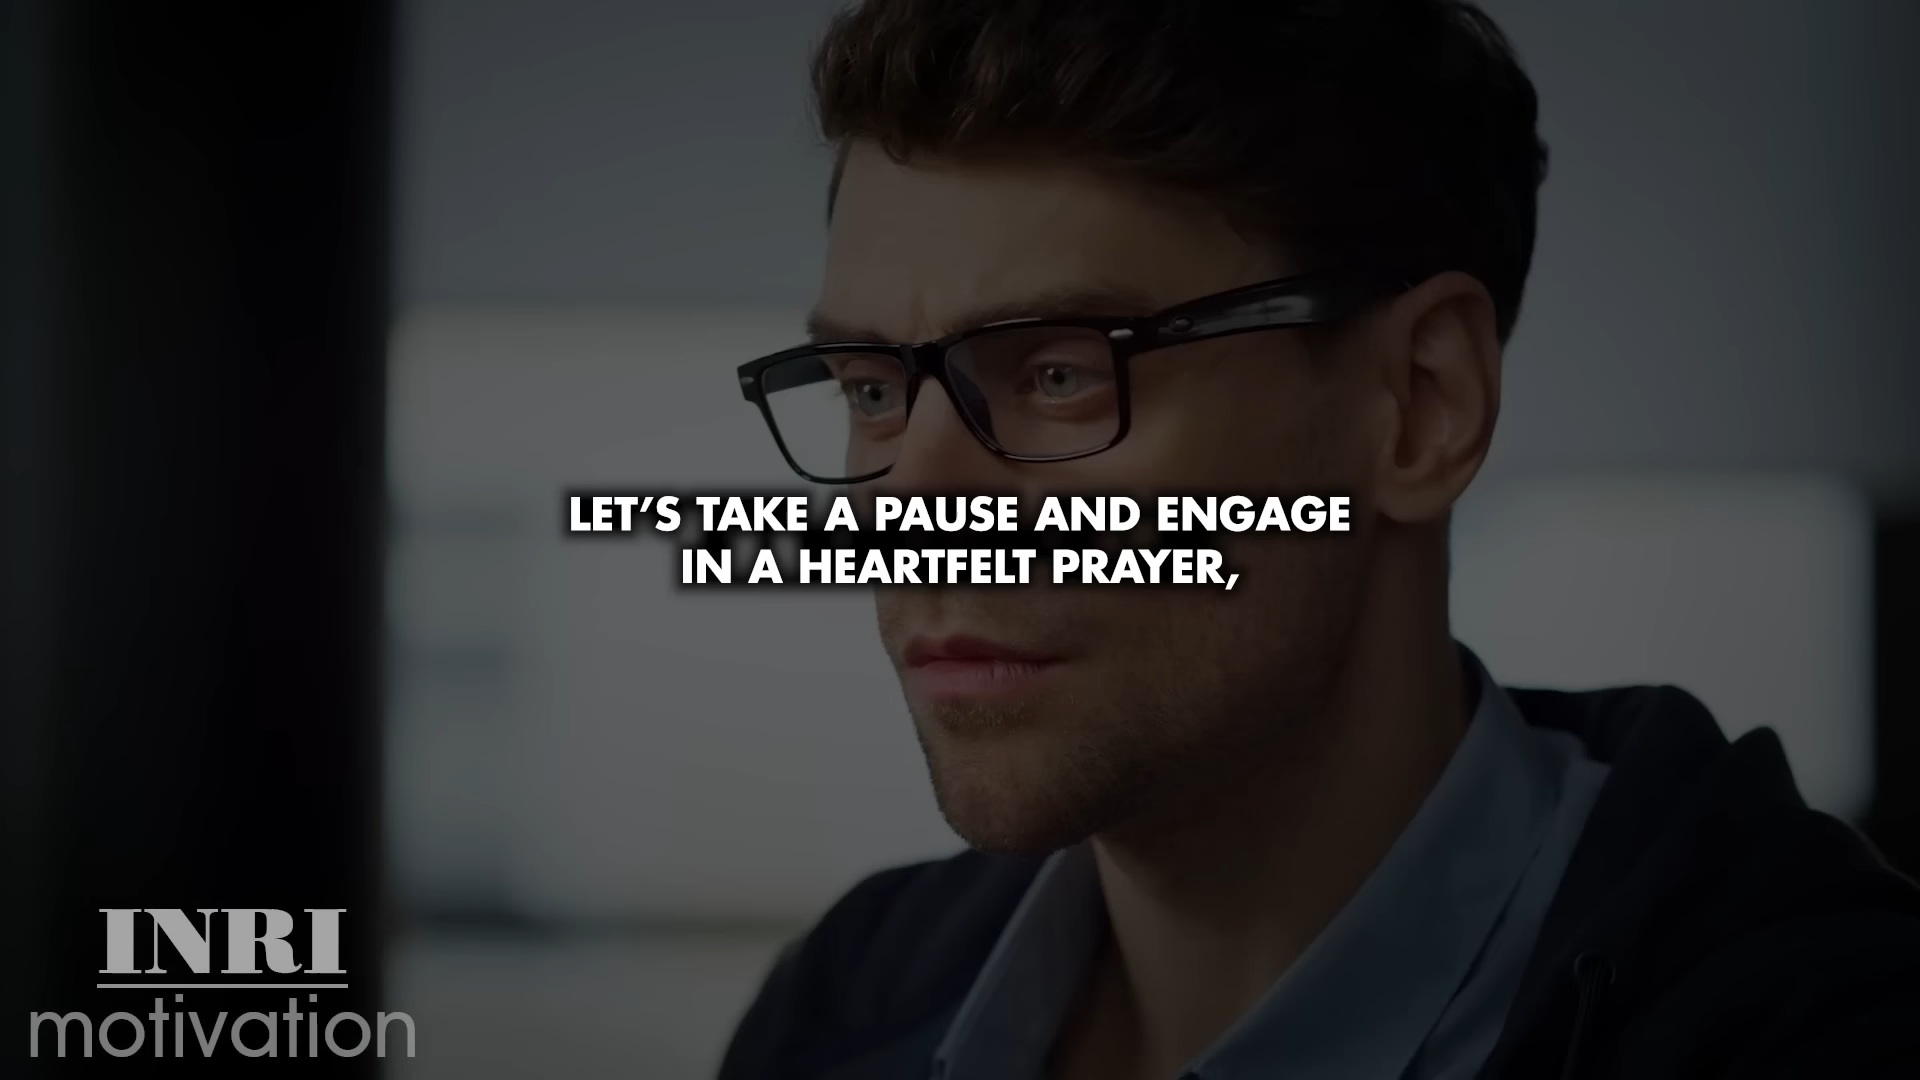 LET’S TAKE A PAUSE AND ENGAGE
IN A HEARTFELT PRAYER,
INRI
motivation